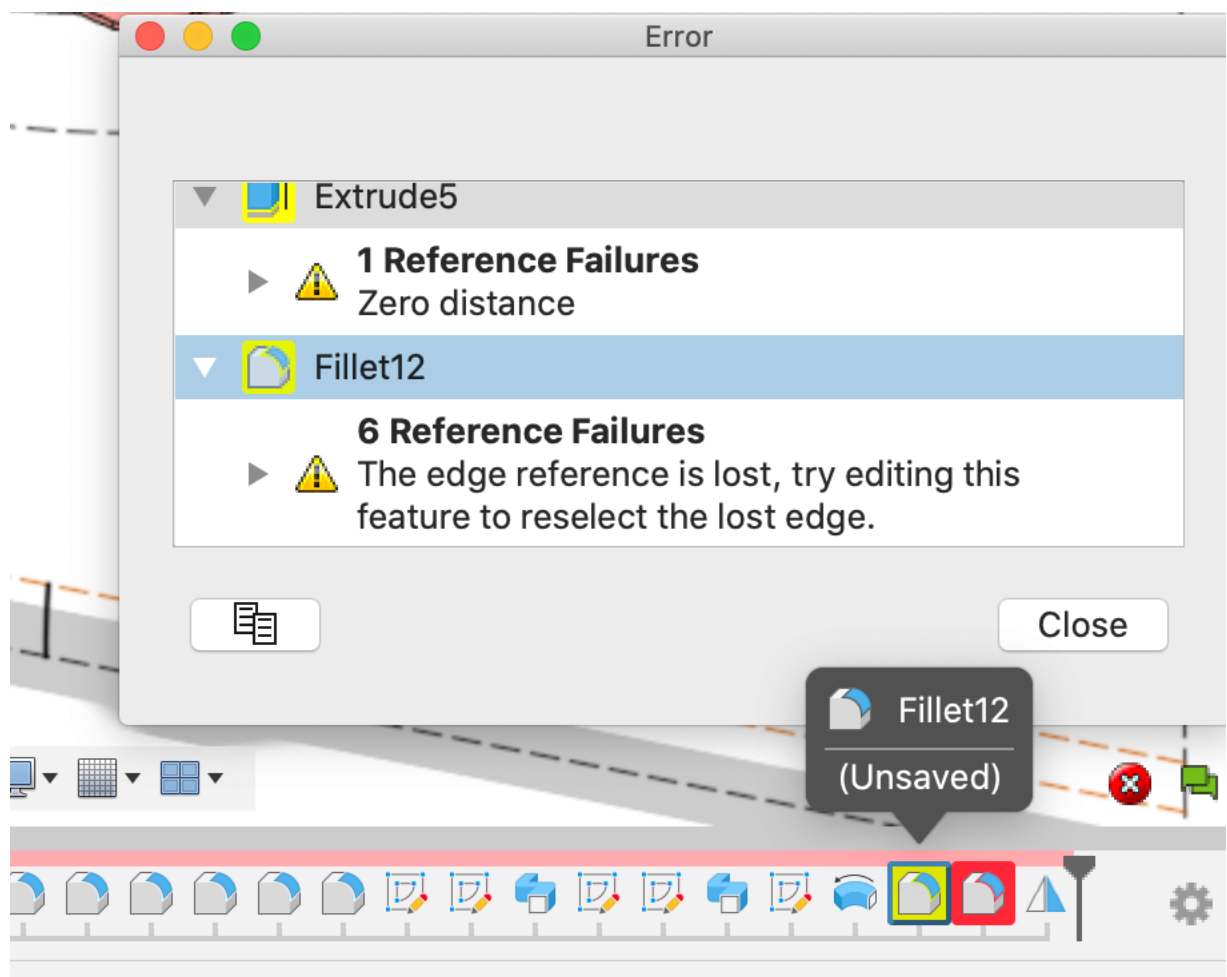 Error
Extrude5
1 Reference Failures
Zero distance
Fillet12
6 Reference Failures
The edge reference is lost, try editing this
feature to reselect the lost edge.
Close
Fillet12
(Unsaved)